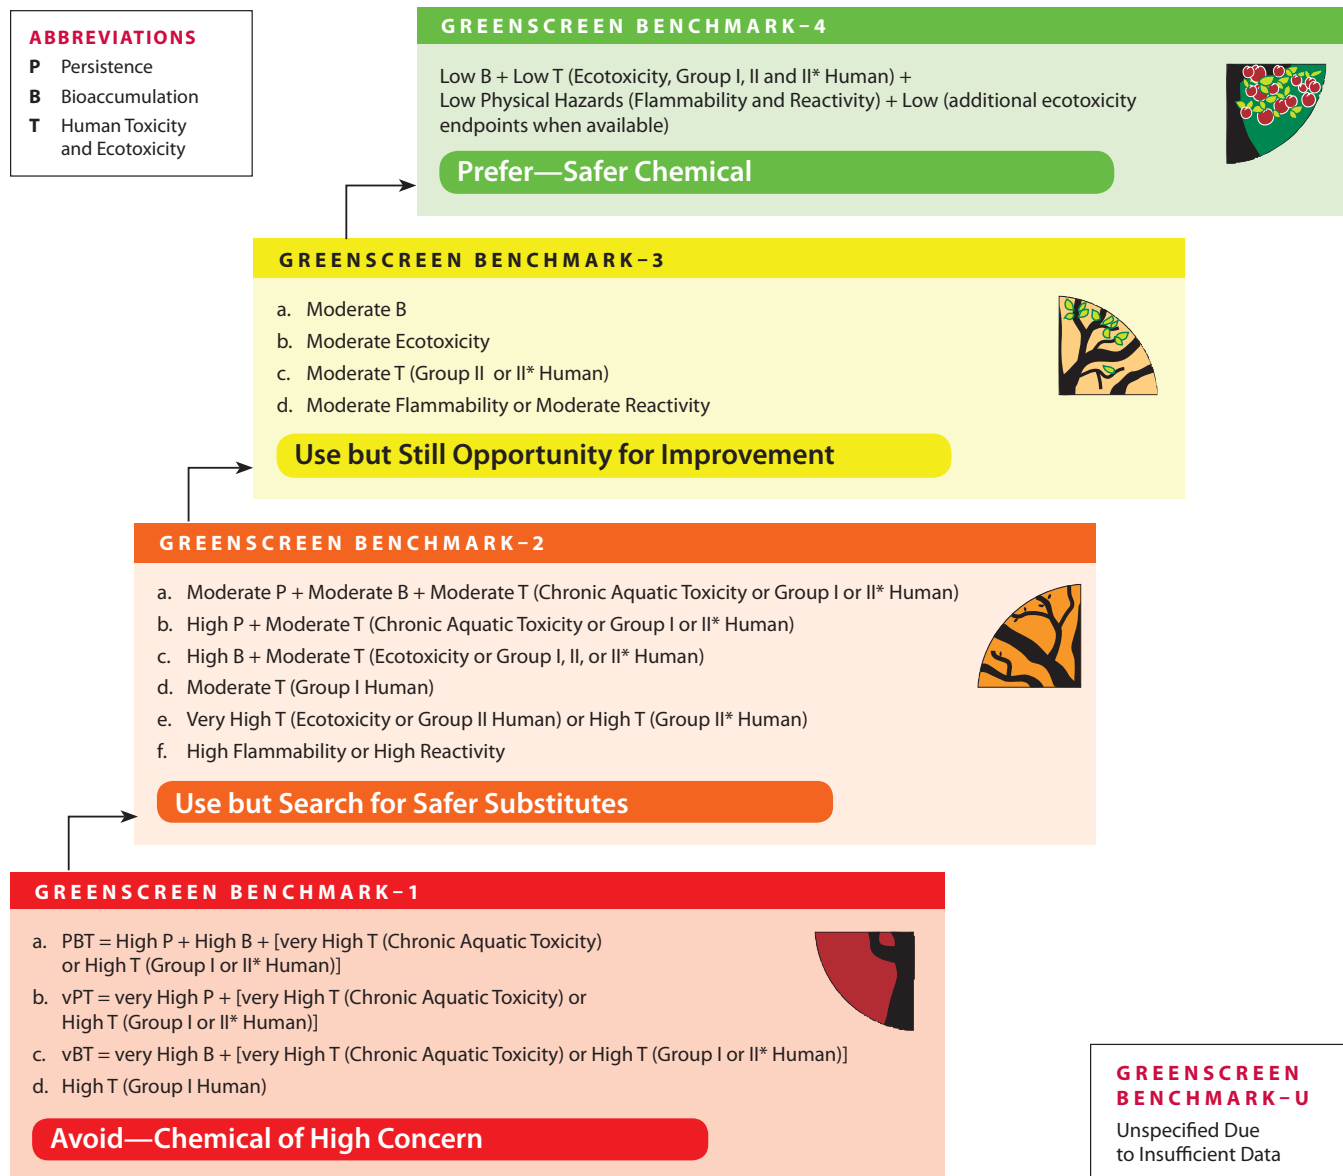 ABBREVIATIONS
P Persistence
B Bioaccumulation
T Human Toxicity
and Ecotoxicity
GREENSCREEN BENCHMARK–4
Low B + Low T (Ecotoxicity, Group I, II and II* Human) +
Low Physical Hazards (Flammability and Reactivity) + Low (additional ecotoxicity
endpoints when available)
Prefer—Safer Chemical
GREENSCREEN BENCHMARK–3
a. Moderate B
b. Moderate Ecotoxicity
c. Moderate T (Group II or II* Human)
d. Moderate Flammability or Moderate Reactivity
Use but Still Opportunity for Improvement
GREENSCREEN BENCHMARK–2
a. Moderate P + Moderate B + Moderate T (Chronic Aquatic Toxicity or Group I or II* Human)
b. High P + Moderate T (Chronic Aquatic Toxicity or Group I or II* Human)
c. High B + Moderate T (Ecotoxicity or Group I, II, or II* Human)
d. Moderate T (Group I Human)
e. Very High T (Ecotoxicity or Group II Human) or High T (Group II* Human)
f. High Flammability or High Reactivity
Use but Search for Safer Substitutes
GREENSCREEN BENCHMARK–1
a. PBT = High P + High B + [very High T (Chronic Aquatic Toxicity)
or High T (Group I or II* Human)]
b. vPT = very High P + [very High T (Chronic Aquatic Toxicity) or
High T (Group I or II* Human)]
c. vBT = very High B + [very High T (Chronic Aquatic Toxicity) or High T (Group I or II* Human)]
d. High T (Group I Human)
Avoid—Chemical of High Concern
GREENSCREEN
BENCHMARK–U
Unspecified Due
to Insufficient Data